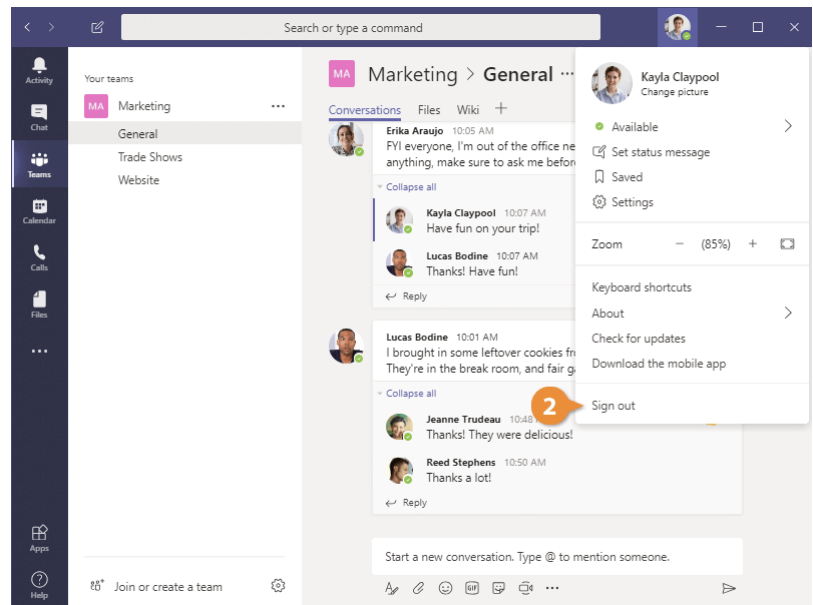 Search or type a command
Activity
Chat
Teams
Calendar
Calls
Files
Apps
Help
Your teams
MA Marketing
General
Trade Shows
Website
Join or create a team
MA Marketing > General
Conversations Files Wiki
Erika Araujo 10:05 AM
FYI everyone, I'm out of the office
anything, make sure to ask me
Collapse all
Kayla Claypool 10:07 AM
Have fun on your trip!
Lucas Bodine 10:07 AM
Thanks! Have fun!
Reply
Lucas Bodine 10:01 AM
I brought in some leftover cookies
They're in the break room, and fair
Collapse all
Jeanne Trudeau 10:48
Thanks! They were delicious!
Reed Stephens 10:50 AM
Thanks a lot!
Reply
Start a new conversation. Type @ to mention someone.
GIF
Kayla Claypool
Change picture
Available
Set status message
Saved
Settings
Zoom − (85%) +
Keyboard shortcuts
About
Check for updates
Download the mobile app
2 Sign out